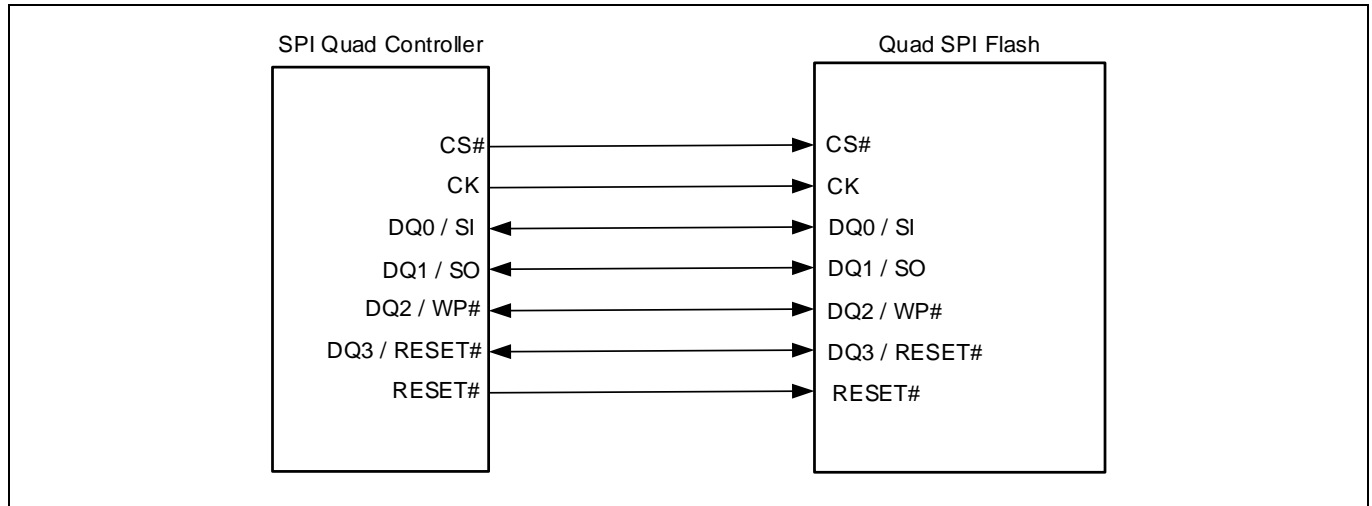 SPI Quad Controller
Quad SPI Flash
CS#
CS#
CK
CK
DQ0 / SI
DQ0 / SI
DQ1 / SO
DQ1 / SO
DQ2 / WP#
DQ2 / WP#
DQ3 / RESET#
DQ3 / RESET#
RESET#
RESET#